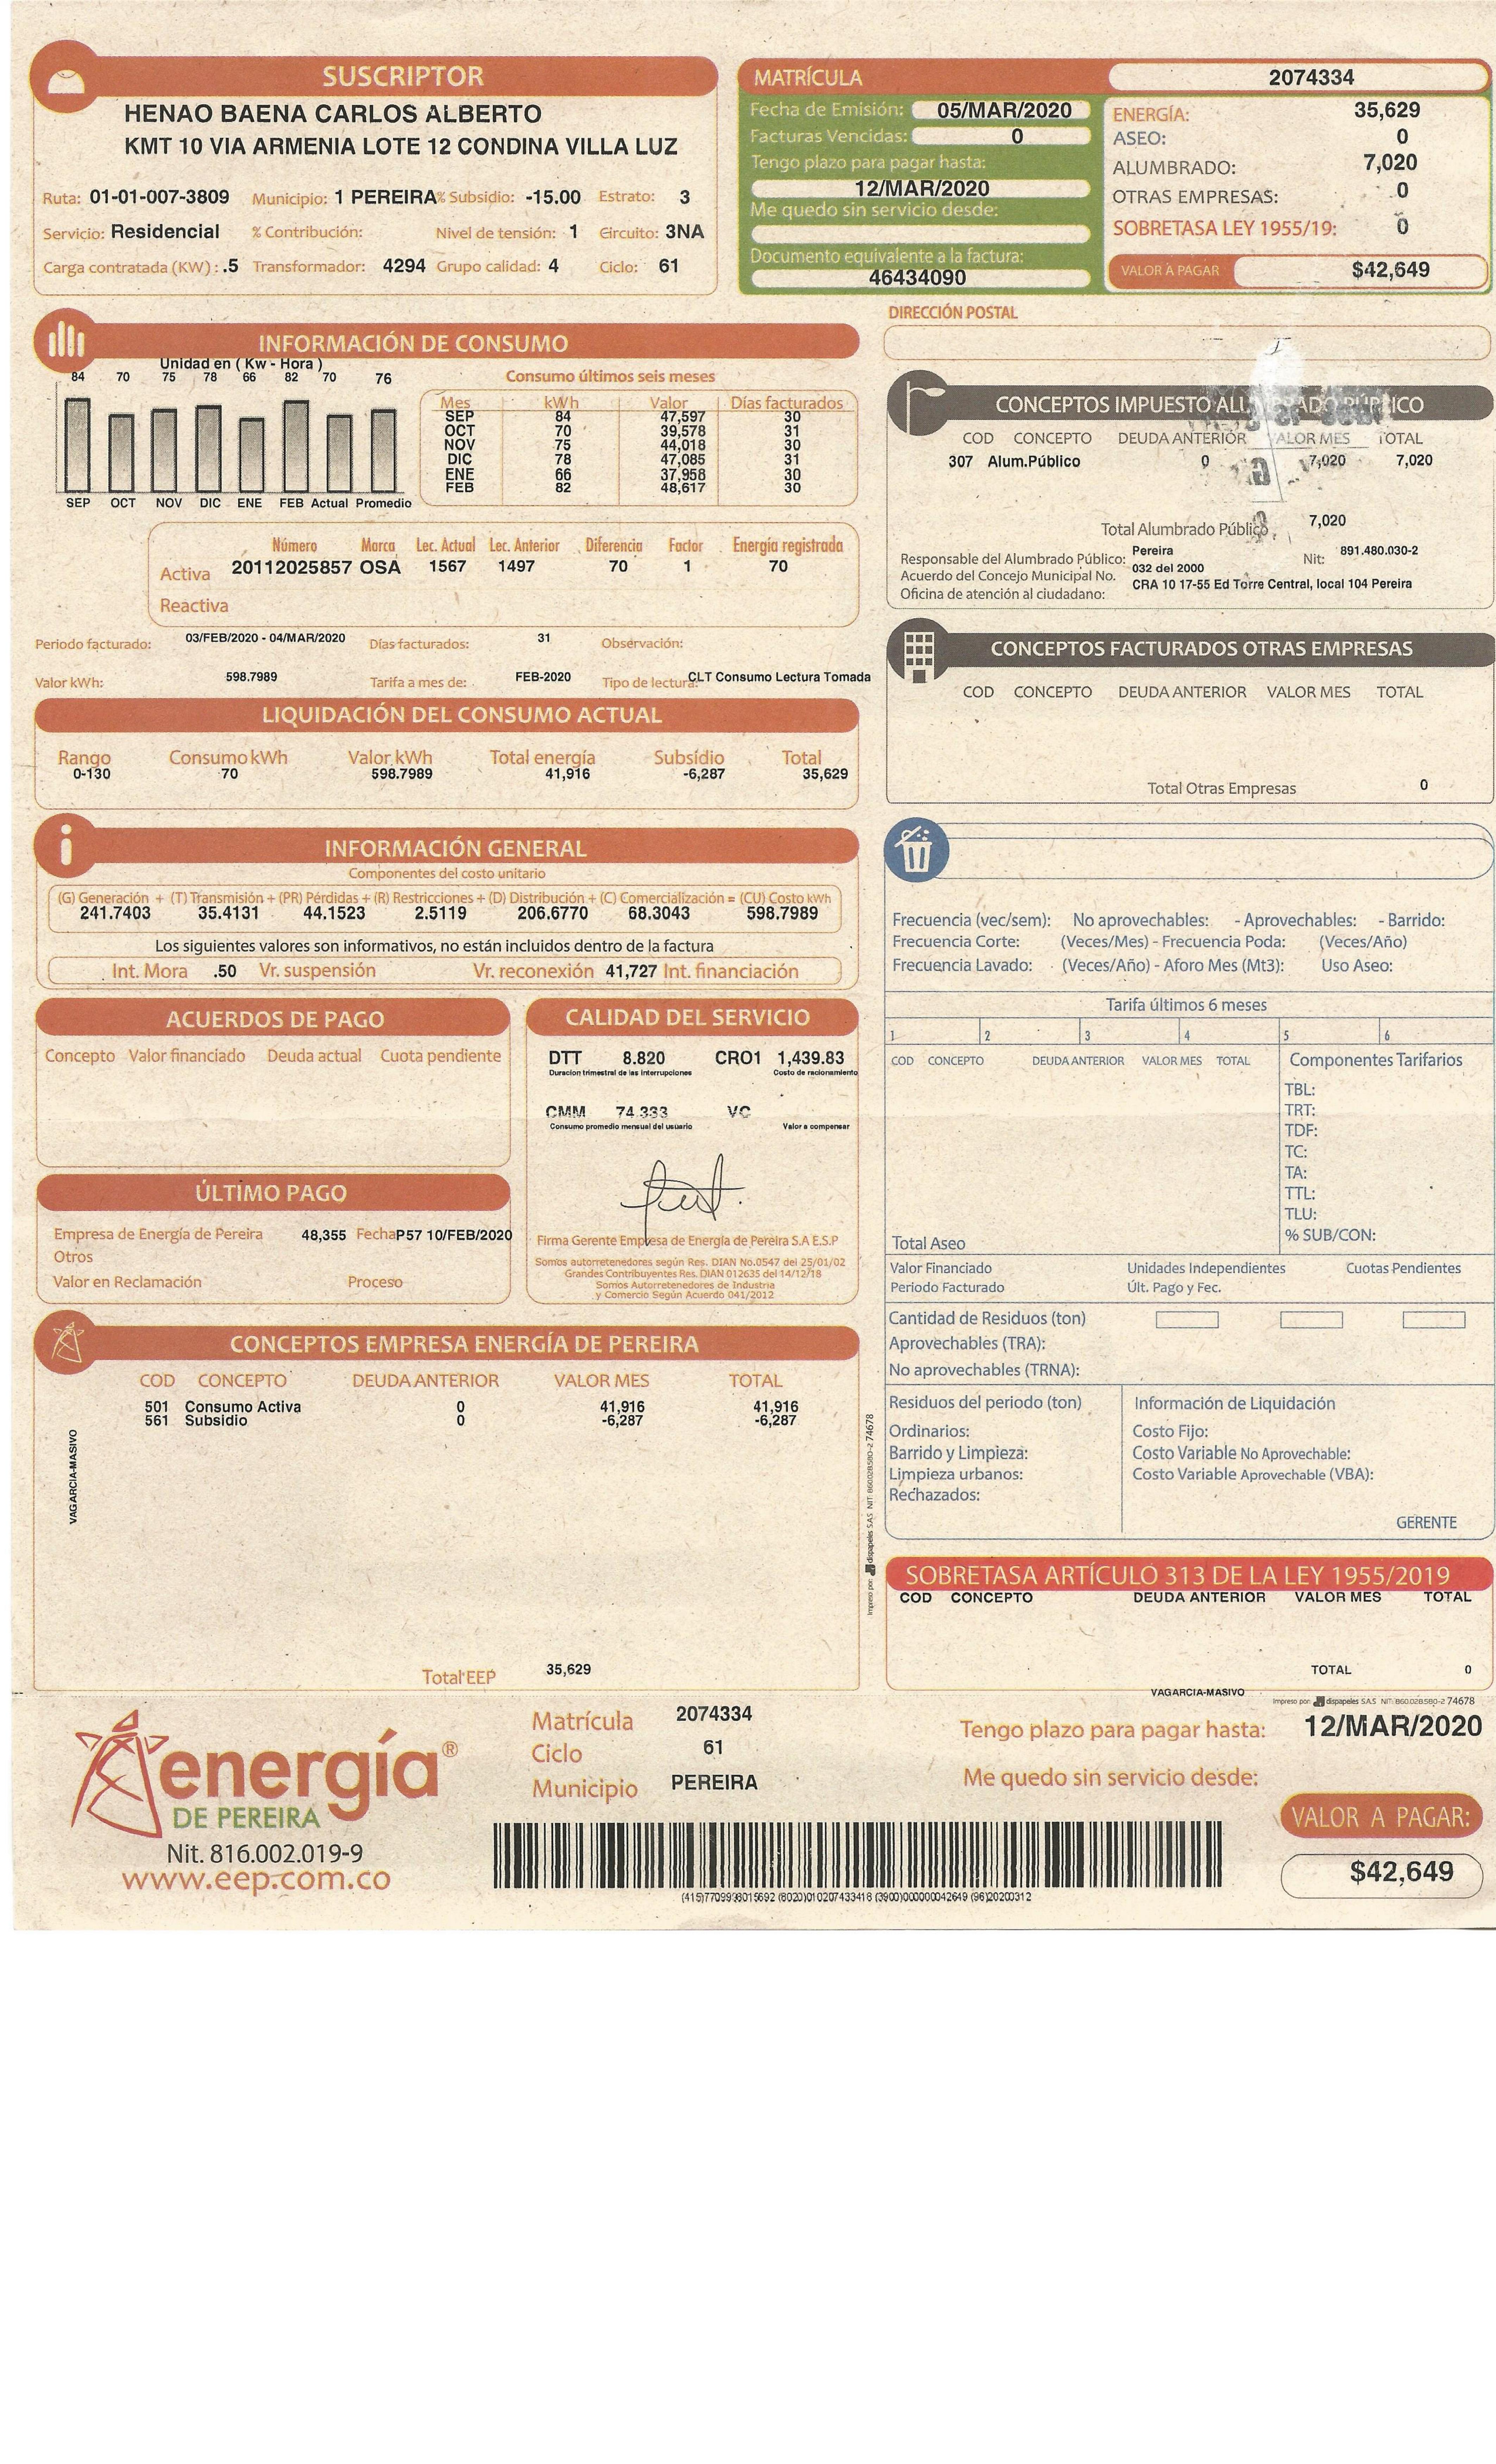 SUSCRIPTOR
HENAO BAENA CARLOS ALBERTO
KMT 10 VIA ARMENIA LOTE 12 CONDINA VILLA LUZ
Ruta: 01-01-007-3809 Municipio: 1 PEREIRA % Subsidio: -15.00 Estrato: 3
Servicio: Residencial % Contribución: Nivel de tensión: 1 Circuito: 3NA
Carga contratada (KW): .5 Transformador: 4294 Grupo calidad: 4 Ciclo: 61
MATRÍCULA 2074334
Fecha de Emisión: 05/MAR/2020
Facturas Vencidas: 0
Tengo plazo para pagar hasta:
12/MAR/2020
Me quedo sin servicio desde:
Documento equivalente a la factura:
46434090
ENERGÍA: 35,629
ASEO: 0
ALUMBRADO: 7,020
OTRAS EMPRESAS: 0
SOBRETASA LEY 1955/19: 0
VALOR A PAGAR $42,649
DIRECCIÓN POSTAL
INFORMACIÓN DE CONSUMO
Unidad en ( Kw - Hora )
84 70 75 78 66 82 70 76
SEP OCT NOV DIC ENE FEB Actual Promedio
Consumo últimos seis meses
Mes kWh Valor Días facturados
SEP 84 47,597 30
OCT 70 39,578 31
NOV 75 44,018 30
DIC 78 47,085 31
ENE 66 37,958 30
FEB 82 48,617 30
Número Marca Lec. Actual Lec. Anterior Diferencia Factor Energía registrada
Activa 20112025857 OSA 1567 1497 70 1 70
Reactiva
Periodo facturado: 03/FEB/2020 - 04/MAR/2020 Días facturados: 31 Observación:
Valor kWh: 598.7989 Tarifa a mes de: FEB-2020 Tipo de lectura: CLT Consumo Lectura Tomada
LIQUIDACIÓN DEL CONSUMO ACTUAL
Rango Consumo kWh Valor kWh Total energía Subsídio Total
0-130 70 598.7989 41,916 -6,287 35,629
INFORMACIÓN GENERAL
Componentes del costo unitario
(G) Generación + (T) Transmisión + (PR) Pérdidas + (R) Restricciones + (D) Distribución + (C) Comercialización = (CU) Costo kWh
241.7403 35.4131 44.1523 2.5119 206.6770 68.3043 598.7989
Los siguientes valores son informativos, no están incluidos dentro de la factura
Int. Mora .50 Vr. suspensión Vr. reconexión 41,727 Int. financiación
ACUERDOS DE PAGO
Concepto Valor financiado Deuda actual Cuota pendiente
ÚLTIMO PAGO
Empresa de Energía de Pereira 48,355 Fecha P57 10/FEB/2020
Otros
Valor en Reclamación Proceso
CALIDAD DEL SERVICIO
DTT 8.820 CRO1 1,439.83
Duracion trimestral de las interrupciones Costo de racionamiento
CMM 74.333 VC
Consumo promedio mensual del usuario Valor a compensar
Firma Gerente Empresa de Energía de Pereira S.A E.S.P
Somos autorretenedores según Res. DIAN No.0547 del 25/01/02
Grandes Contribuyentes Res. DIAN 012635 del 14/12/18
Somos Autorretenedores de Industria
y Comercio Según Acuerdo 041/2012
CONCEPTOS EMPRESA ENERGÍA DE PEREIRA
COD CONCEPTO DEUDA ANTERIOR VALOR MES TOTAL
501 Consumo Activa 0 41,916 41,916
561 Subsidio 0 -6,287 -6,287
VAGARCIA-MASIVO
Total EEP 35,629
Impreso por: dispapeles S.A.S NIT: 860.028.580-2 74678
CONCEPTOS IMPUESTO ALUMBRADO PÚBLICO
COD CONCEPTO DEUDA ANTERIOR VALOR MES TOTAL
307 Alum.Público 0 7,020 7,020
Total Alumbrado Público 7,020
Responsable del Alumbrado Público: Pereira Nit: 891.480.030-2
Acuerdo del Concejo Municipal No. 032 del 2000
Oficina de atención al ciudadano: CRA 10 17-55 Ed Torre Central, local 104 Pereira
CONCEPTOS FACTURADOS OTRAS EMPRESAS
COD CONCEPTO DEUDA ANTERIOR VALOR MES TOTAL
Total Otras Empresas 0
Frecuencia (vec/sem): No aprovechables: - Aprovechables: - Barrido:
Frecuencia Corte: (Veces/Mes) - Frecuencia Poda: (Veces/Año)
Frecuencia Lavado: (Veces/Año) - Aforo Mes (Mt3): Uso Aseo:
Tarifa últimos 6 meses
1 2 3 4 5 6
COD CONCEPTO DEUDA ANTERIOR VALOR MES TOTAL
Componentes Tarifarios
TBL:
TRT:
TDF:
TC:
TA:
TTL:
TLU:
% SUB/CON:
Total Aseo
Valor Financiado Unidades Independientes Cuotas Pendientes
Periodo Facturado Últ. Pago y Fec.
Cantidad de Residuos (ton)
Aprovechables (TRA):
No aprovechables (TRNA):
Residuos del periodo (ton)
Ordinarios:
Barrido y Limpieza:
Limpieza urbanos:
Rechazados:
Información de Liquidación
Costo Fijo:
Costo Variable No Aprovechable:
Costo Variable Aprovechable (VBA):
GERENTE
SOBRETASA ARTÍCULO 313 DE LA LEY 1955/2019
COD CONCEPTO DEUDA ANTERIOR VALOR MES TOTAL
TOTAL 0
VAGARCIA-MASIVO
Impreso por: dispapeles S.A.S NIT: 860.028.580-2 74678
energía®
DE PEREIRA
Nit. 816.002.019-9
www.eep.com.co
Matrícula 2074334
Ciclo 61
Municipio PEREIRA
Tengo plazo para pagar hasta: 12/MAR/2020
Me quedo sin servicio desde:
VALOR A PAGAR:
$42,649
(415)7709938015692 (8020)010207433418 (3900)000000042649 (96)20200312